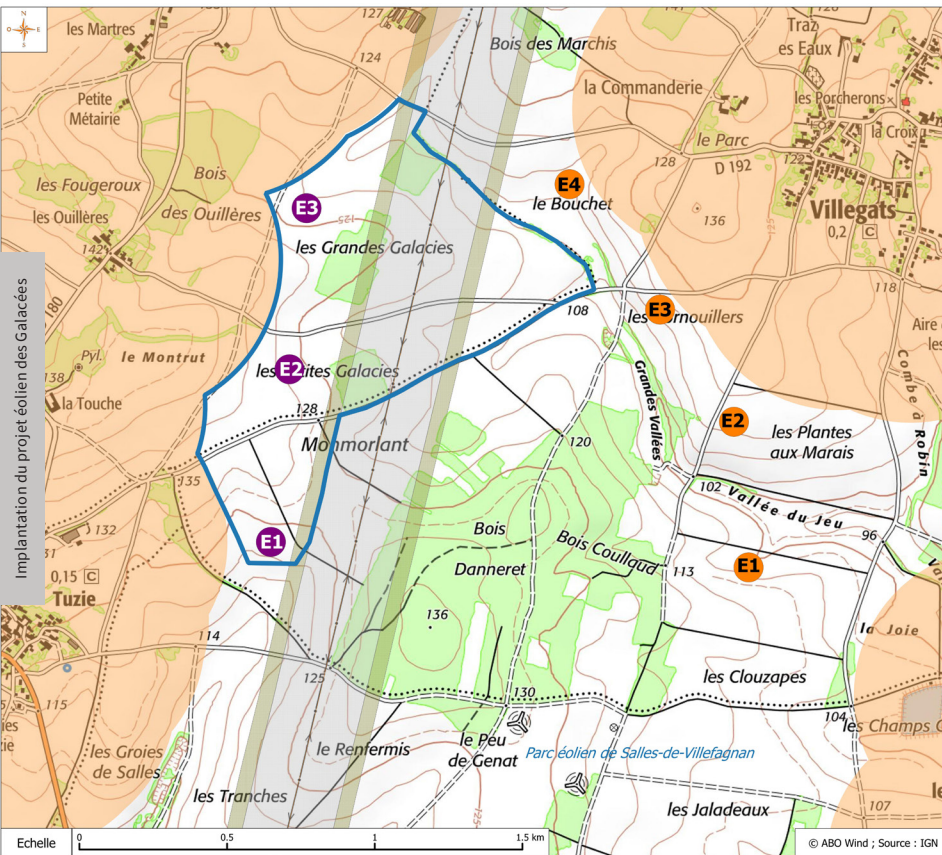 N
O
E
S
les Martres
127
124
Bois des Marchis
Traz
es Eaux
la Commanderie
les Porcherons
Petite
Métairie
la Croix
le Parc
D 192
122
128
les Fougeroux
Bois
des Ouillères
les Ouillères
142
E3
125
les Grandes Galacies
E4
le Bouchet
136
Villegats
0,2 C
125
Implantation du projet éolien des Galacées
180
118
108
E3
Aire
les
Pyl.
le Montrut
138
la Touche
E2
128
Monmorlant
Grandes Vallées
120
E2
les Plantes
aux Marais
Combe à Robin
135
132
102
Vallée du Jeu
96
E1
Bois
Danneret
Bois Coullaud
113
E1
0,15 C
Tuzie
136
114
la Joie
125
les Clouzapes
130
104
les Champs
115
les Groies
de Salles
le Renfermis
le Peu
de Genat
Parc éolien de Salles-de-Villefagnan
les Tranches
les Jaladeaux
107
Echelle
0
0.5
1
1.5 km
© ABO Wind ; Source : IGN